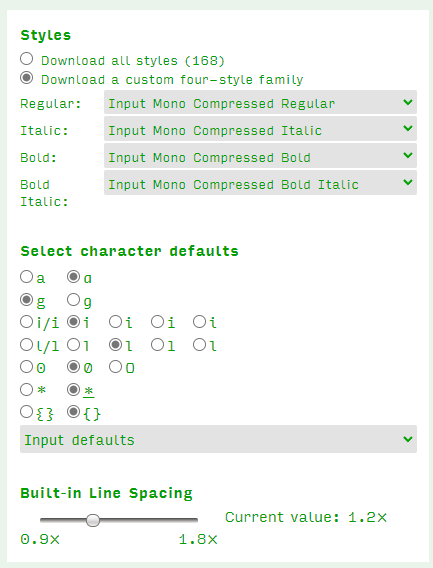 Styles
Download all styles (168)
Download a custom four-style family
Regular: Input Mono Compressed Regular
Italic: Input Mono Compressed Italic
Bold: Input Mono Compressed Bold
Bold Italic: Input Mono Compressed Bold Italic
Select character defaults
a a
g g
i/i i i i i
l/l l l l l
0 0 0
* *
{} {}
Input defaults
Built-in Line Spacing
Current value: 1.2x
0.9x 1.8x